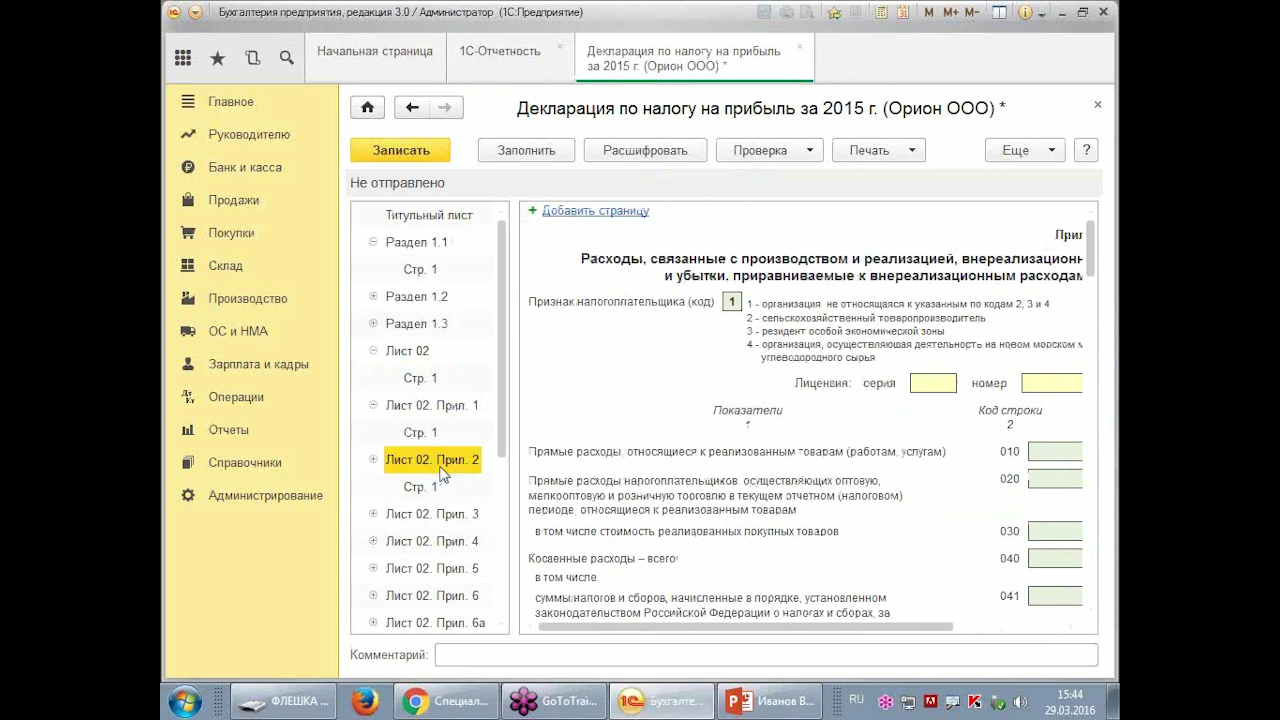 Бухгалтерия предприятия, редакция 3.0 / Администратор (1С:Предприятие)
M M+ M-
Начальная страница
1С-Отчетность
Декларация по налогу на прибыль
за 2015 г. (Орион ООО) *
Главное
Руководителю
Банк и касса
Продажи
Покупки
Склад
Производство
ОС и НМА
Зарплата и кадры
Операции
Отчеты
Справочники
Администрирование
Декларация по налогу на прибыль за 2015 г. (Орион ООО) *
Записать
Заполнить
Расшифровать
Проверка
Печать
Еще
?
Не отправлено
Титульный лист
Раздел 1.1
Стр. 1
Раздел 1.2
Раздел 1.3
Лист 02
Стр. 1
Лист 02. Прил. 1
Стр. 1
Лист 02. Прил. 2
Стр. 1
Лист 02. Прил. 3
Лист 02. Прил. 4
Лист 02. Прил. 5
Лист 02. Прил. 6
Лист 02. Прил. 6а
+ Добавить страницу
Прил
Расходы, связанные с производством и реализацией, внереализационн
и убытки, приравниваемые к внереализационным расходам
Признак налогоплательщика (код) 1
1 - организация, не относящаяся к указанным по кодам 2, 3 и 4
2 - сельскохозяйственный товаропроизводитель
3 - резидент особой экономической зоны
4 - организация, осуществляющая деятельность на новом морском м
углеводородного сырья
Лицензия: серия номер
Показатели Код строки
1 2
Прямые расходы, относящиеся к реализованным товарам (работам, услугам) 010
Прямые расходы налогоплательщиков, осуществляющих оптовую, 020
мелкооптовую и розничную торговлю в текущем отчетном (налоговом)
периоде, относящиеся к реализованным товарам
в том числе стоимость реализованных покупных товаров 030
Косвенные расходы – всего 040
в том числе:
суммы налогов и сборов, начисленные в порядке, установленном 041
законодательством Российской Федерации о налогах и сборах, за
Комментарий:
ФЛЕШКА ...
Специал...
GoToTrai...
Бухгалте...
Иванов В...
RU
15:44
29.03.2016